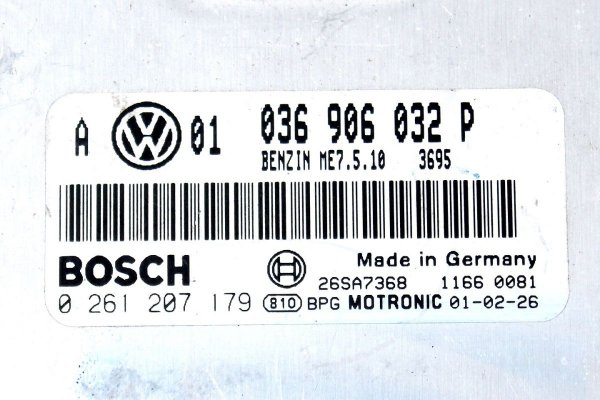 A VW 01 036 906 032 P
BENZIN ME7.5.10 3695
BOSCH Made in Germany
26SA7368 1166 0081
0 261 207 179 810 BPG MOTRONIC 01-02-26